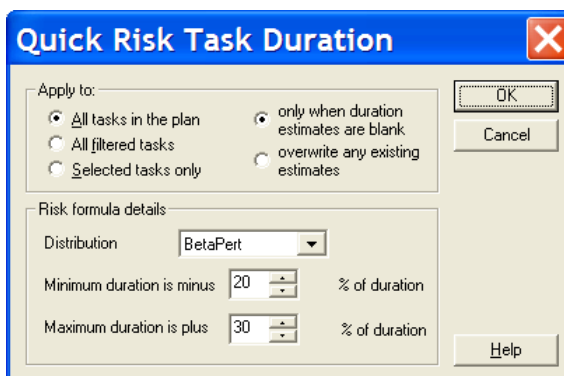 Quick Risk Task Duration
Apply to:
All tasks in the plan
All filtered tasks
Selected tasks only
only when duration
estimates are blank
overwrite any existing
estimates
OK
Cancel
Risk formula details
Distribution BetaPert
Minimum duration is minus 20 % of duration
Maximum duration is plus 30 % of duration
Help